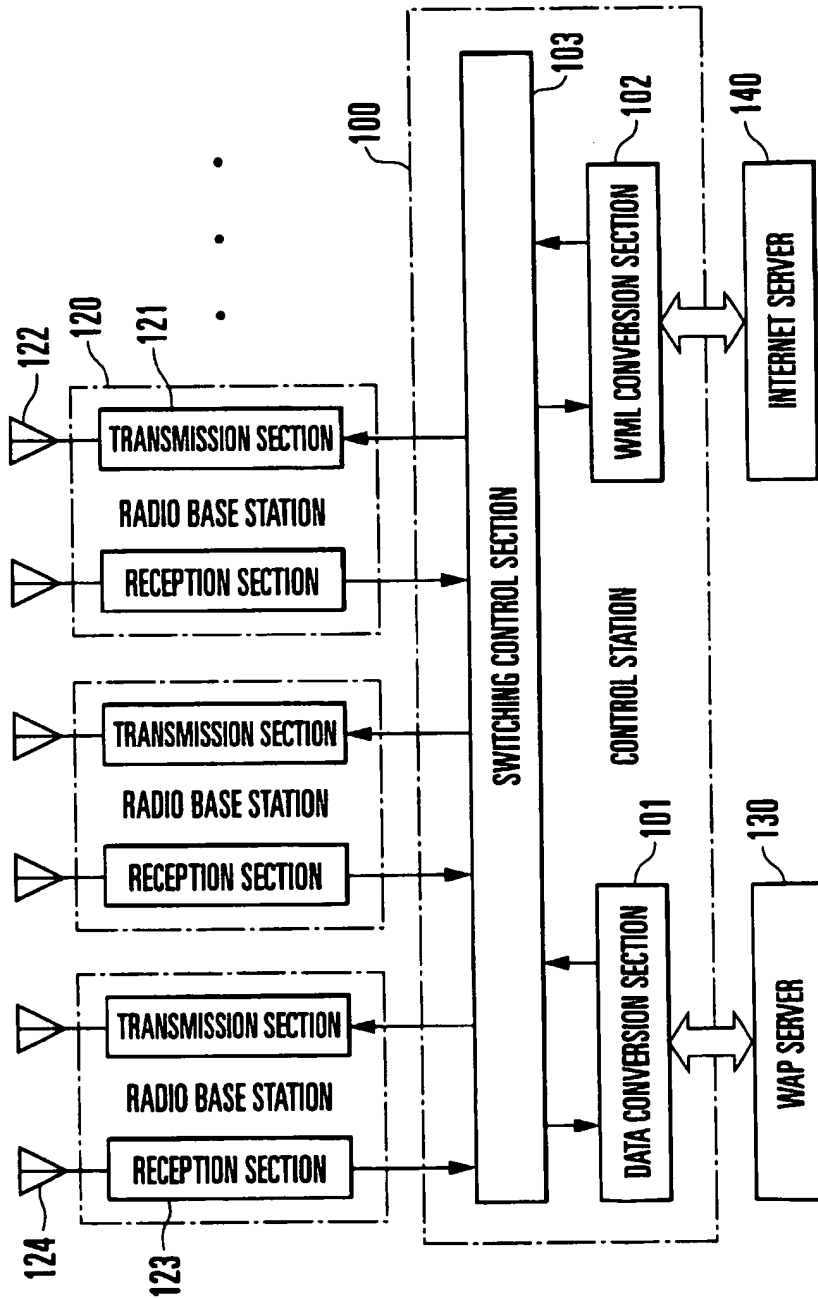 124
122
120
123
RECEPTION SECTION
RADIO BASE STATION
TRANSMISSION SECTION
RECEPTION SECTION
RADIO BASE STATION
TRANSMISSION SECTION
RECEPTION SECTION
RADIO BASE STATION
TRANSMISSION SECTION
121
100
SWITCHING CONTROL SECTION
103
101
DATA CONVERSION SECTION
CONTROL STATION
WML CONVERSION SECTION
102
130
WAP SERVER
INTERNET SERVER
140